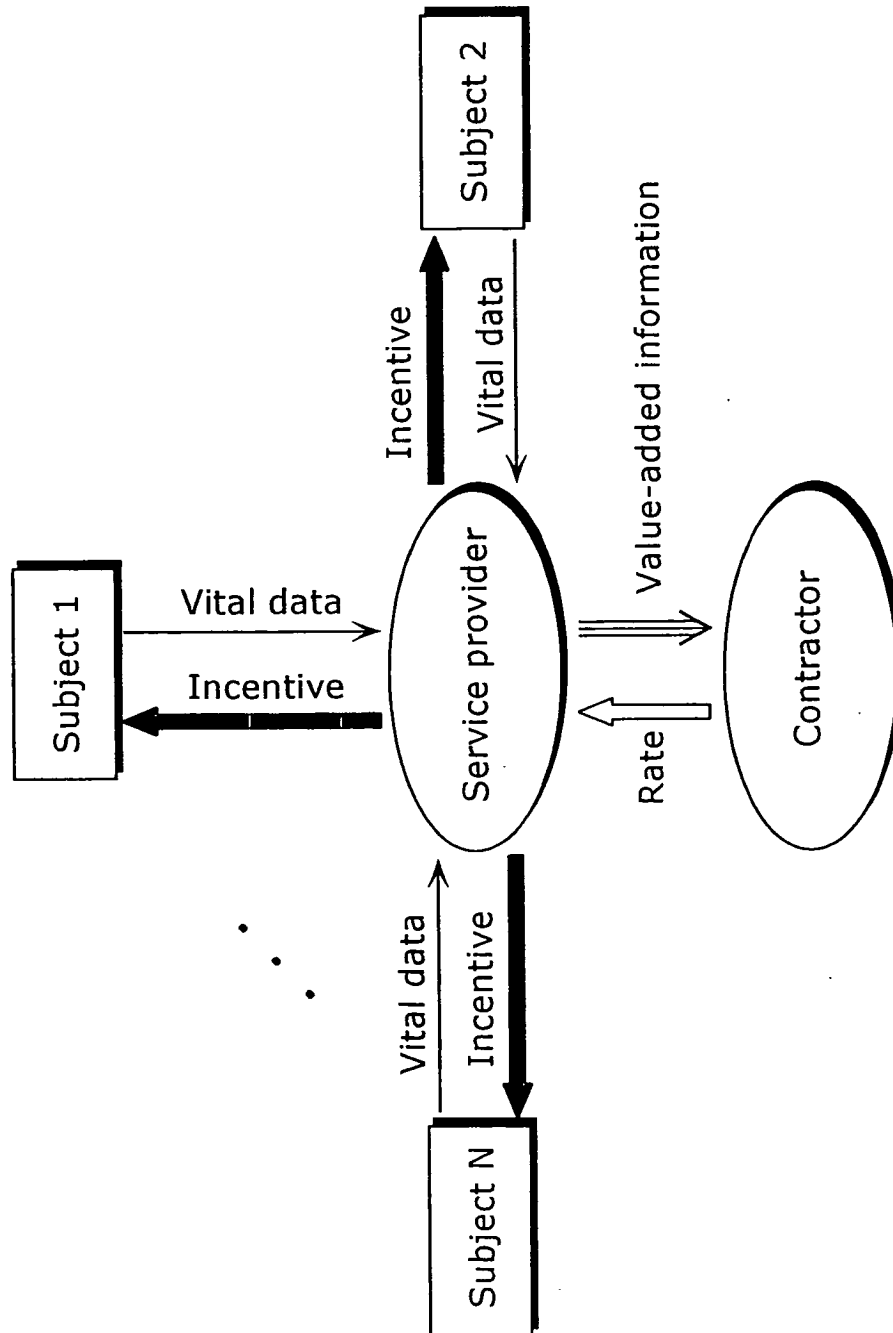 Subject 1
Vital data
Incentive
Subject 2
Incentive
Vital data
Service provider
Vital data
Incentive
Subject N
Value-added information
Rate
Contractor